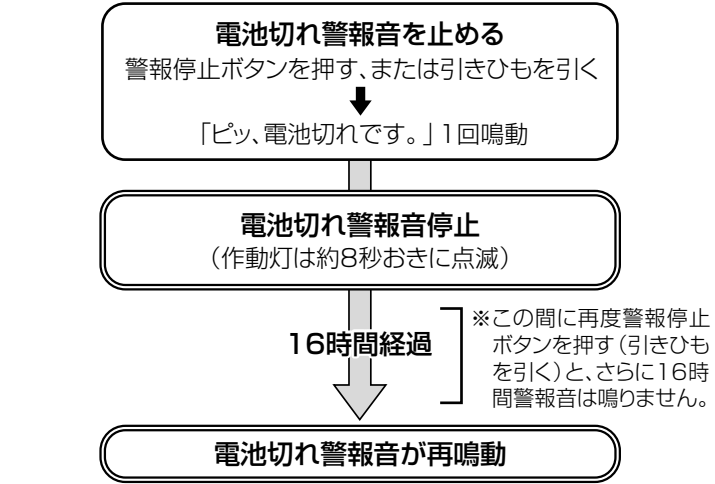 電池切れ警報音を止める
警報停止ボタンを押す、または引きひもを引く
「ピッ、電池切れです。」1回鳴動
電池切れ警報音停止
（作動灯は約8秒おきに点滅）
16時間経過
※この間に再度警報停止
ボタンを押す（引きひも
を引く）と、さらに16時
間警報音は鳴りません。
電池切れ警報音が再鳴動